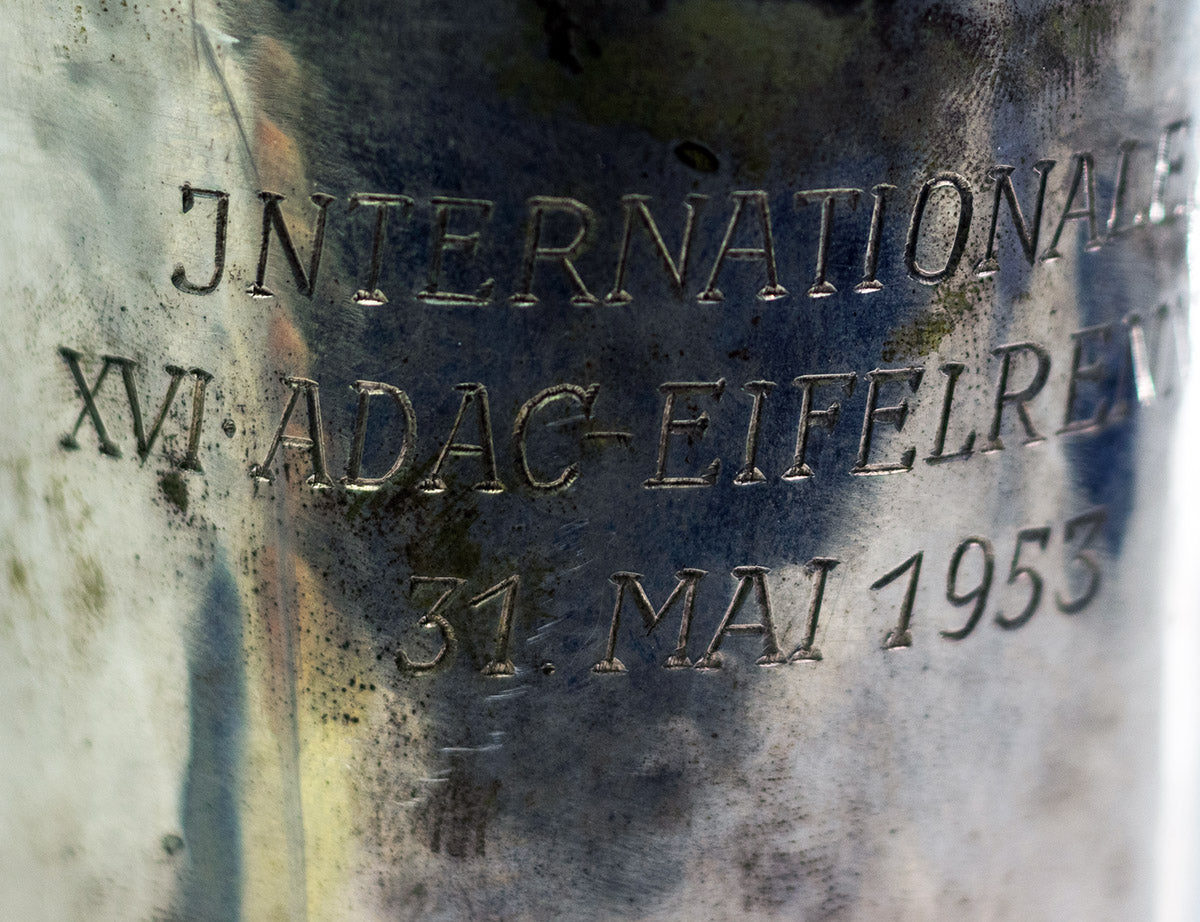 JNTERNATIONALE
XVI· ADAC-EIFELREN
31. MAI 1953